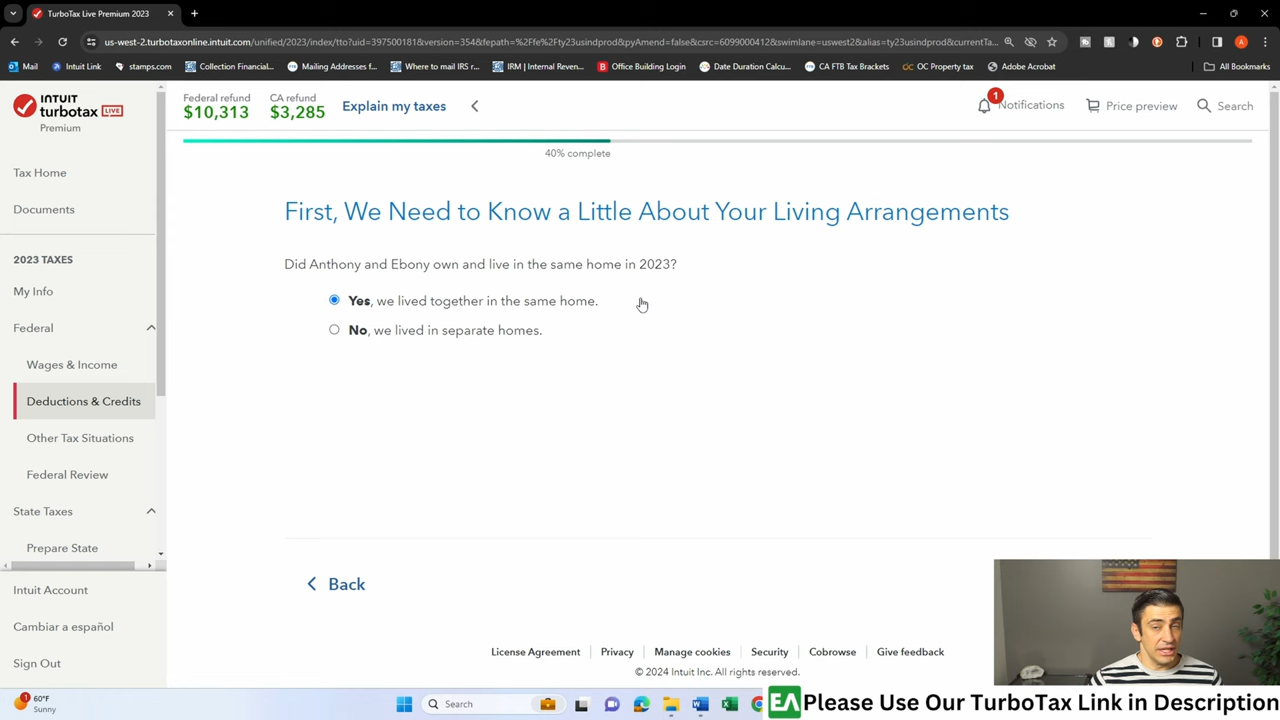 TurboTax Live Premium 2023
us-west-2.turbotaxonline.intuit.com/unified/2023/index/tto?uid=397500181&version=354&fepath=%2Ffe%2Fty23usindprod&pyAmend=false&csrc=6099000412&swimlane=uswest2&alias=ty23usindprod&currentTa...
Mail
Intuit Link
stamps.com
Collection Financial...
Mailing Addresses f...
Where to mail IRS r...
IRM | Internal Reven...
Office Building Logo
Date Duration Calcu...
CA FTB Tax Brackets
OC Property tax
Adobe Acrobat
All Bookmarks
INTUIT
turbotax LIVE
Premium
Federal refund
$10,313
CA refund
$3,285
Explain my taxes
1
Notifications
Price preview
Search
40% complete
Tax Home
Documents
2023 TAXES
My Info
Federal
Wages & Income
Deductions & Credits
Other Tax Situations
Federal Review
State Taxes
Prepare State
Intuit Account
Cambiar a español
Sign Out
First, We Need to Know a Little About Your Living Arrangements
Did Anthony and Ebony own and live in the same home in 2023?
Yes, we lived together in the same home.
No, we lived in separate homes.
Back
License Agreement
Privacy
Manage cookies
Security
Cobrowse
Give feedback
© 2024 Intuit Inc. All rights reserved.
1
60°F
Sunny
Search
EA Please Use Our TurboTax Link in Description